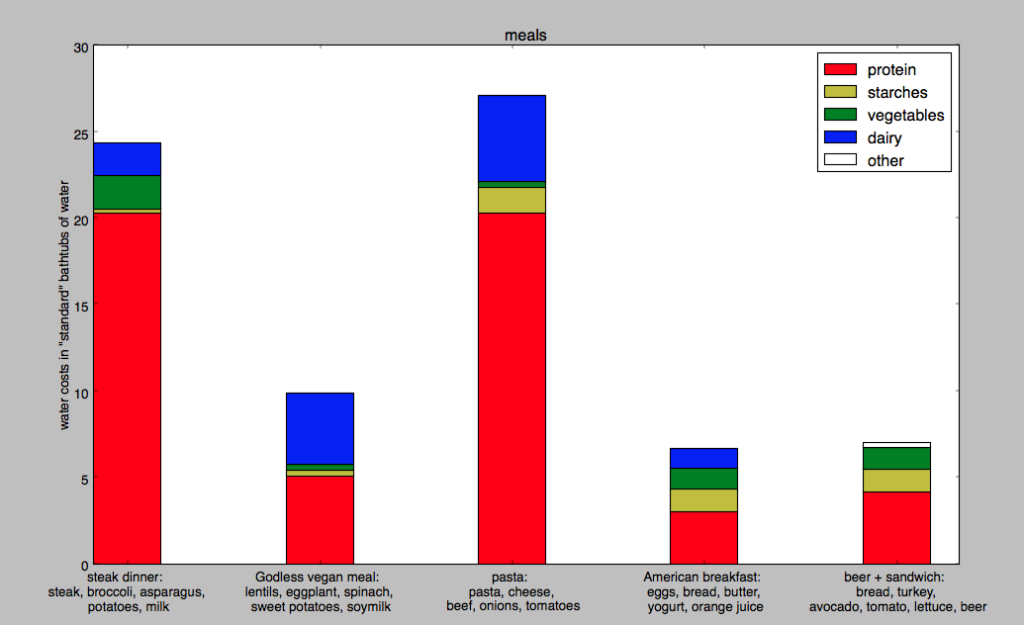 meals
30
25
20
15
10
5
0
water costs in "standard" bathtubs of water
protein
starches
vegetables
dairy
other
steak dinner:
steak, broccoli, asparagus,
potatoes, milk
Godless vegan meal:
lentils, eggplant, spinach,
sweet potatoes, soymilk
pasta:
pasta, cheese,
beef, onions, tomatoes
American breakfast:
eggs, bread, butter,
yogurt, orange juice
beer + sandwich:
bread, turkey,
avocado, tomato, lettuce, beer